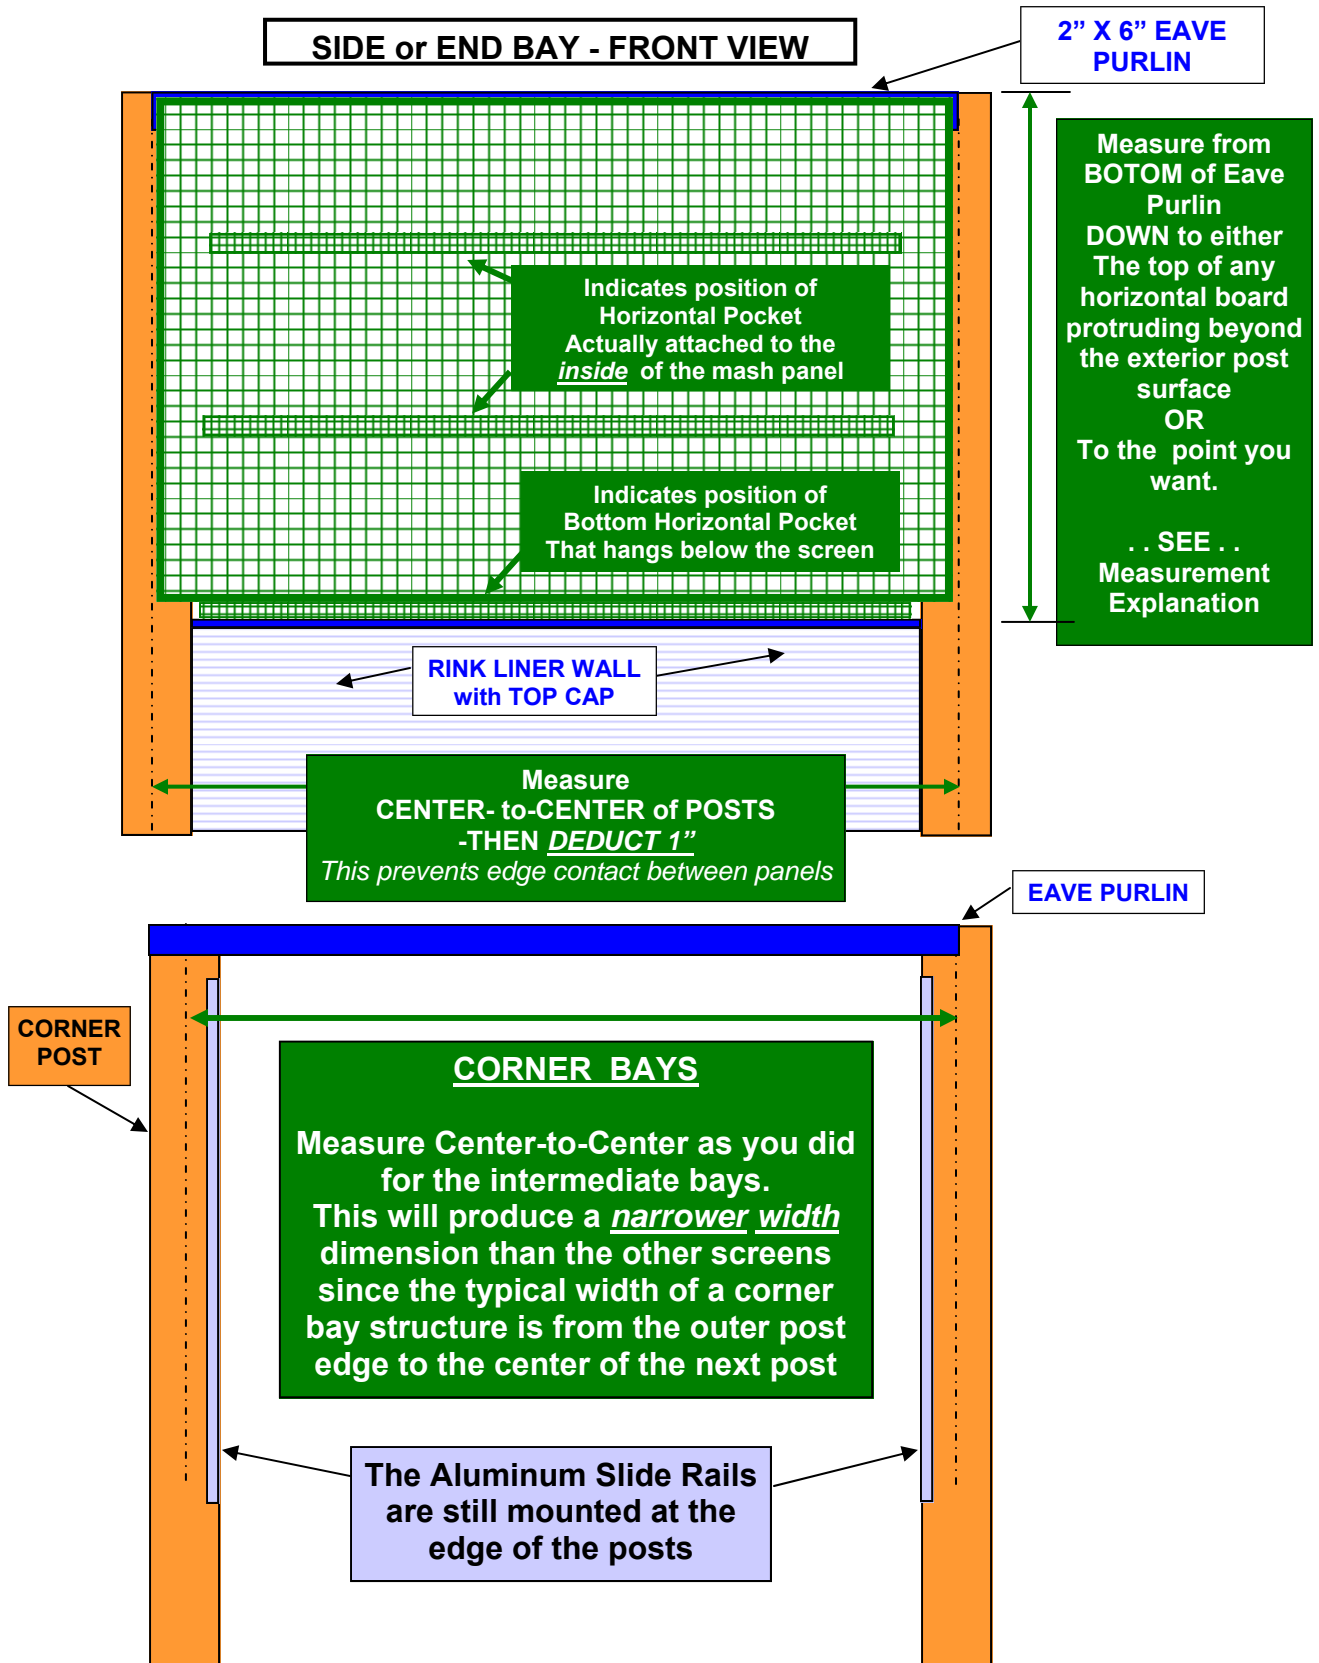 SIDE or END BAY - FRONT VIEW
2” X 6” EAVE
PURLIN
Measure from
BOTOM of Eave
Purlin
DOWN to either
The top of any
horizontal board
protruding beyond
the exterior post
surface
OR
To the point you
want.
. . SEE . .
Measurement
Explanation
Indicates position of
Horizontal Pocket
Actually attached to the
inside of the mash panel
Indicates position of
Bottom Horizontal Pocket
That hangs below the screen
RINK LINER WALL
with TOP CAP
Measure
CENTER- to-CENTER of POSTS
-THEN DEDUCT 1”
This prevents edge contact between panels
EAVE PURLIN
CORNER
POST
CORNER BAYS
Measure Center-to-Center as you did
for the intermediate bays.
This will produce a narrower width
dimension than the other screens
since the typical width of a corner
bay structure is from the outer post
edge to the center of the next post
The Aluminum Slide Rails
are still mounted at the
edge of the posts